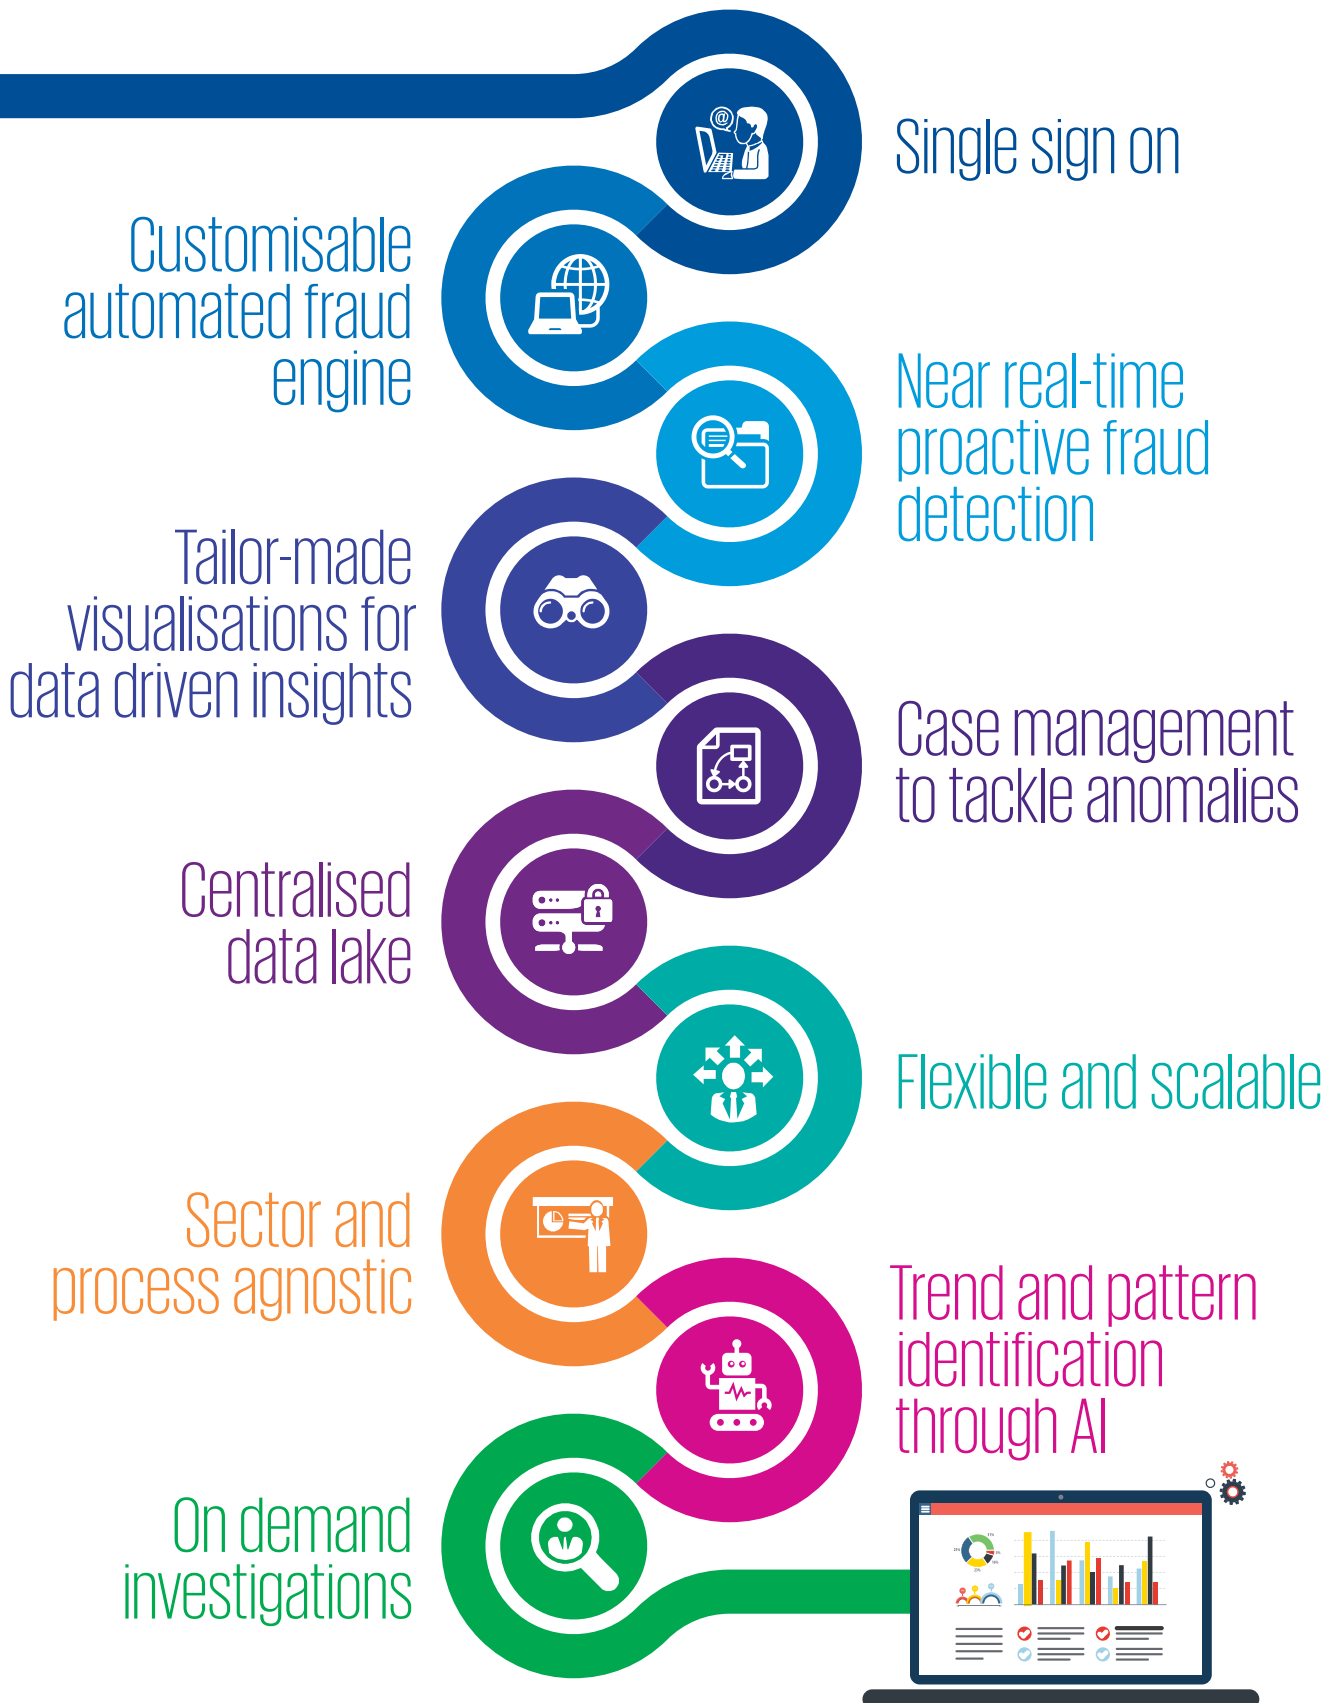 Single sign on
Customisable
automated fraud
engine
Near real-time
proactive fraud
detection
Tailor-made
visualisations for
data driven insights
Case management
to tackle anomalies
Centralised
data lake
Flexible and scalable
Sector and
process agnostic
Trend and pattern
identification
through AI
On demand
investigations
@